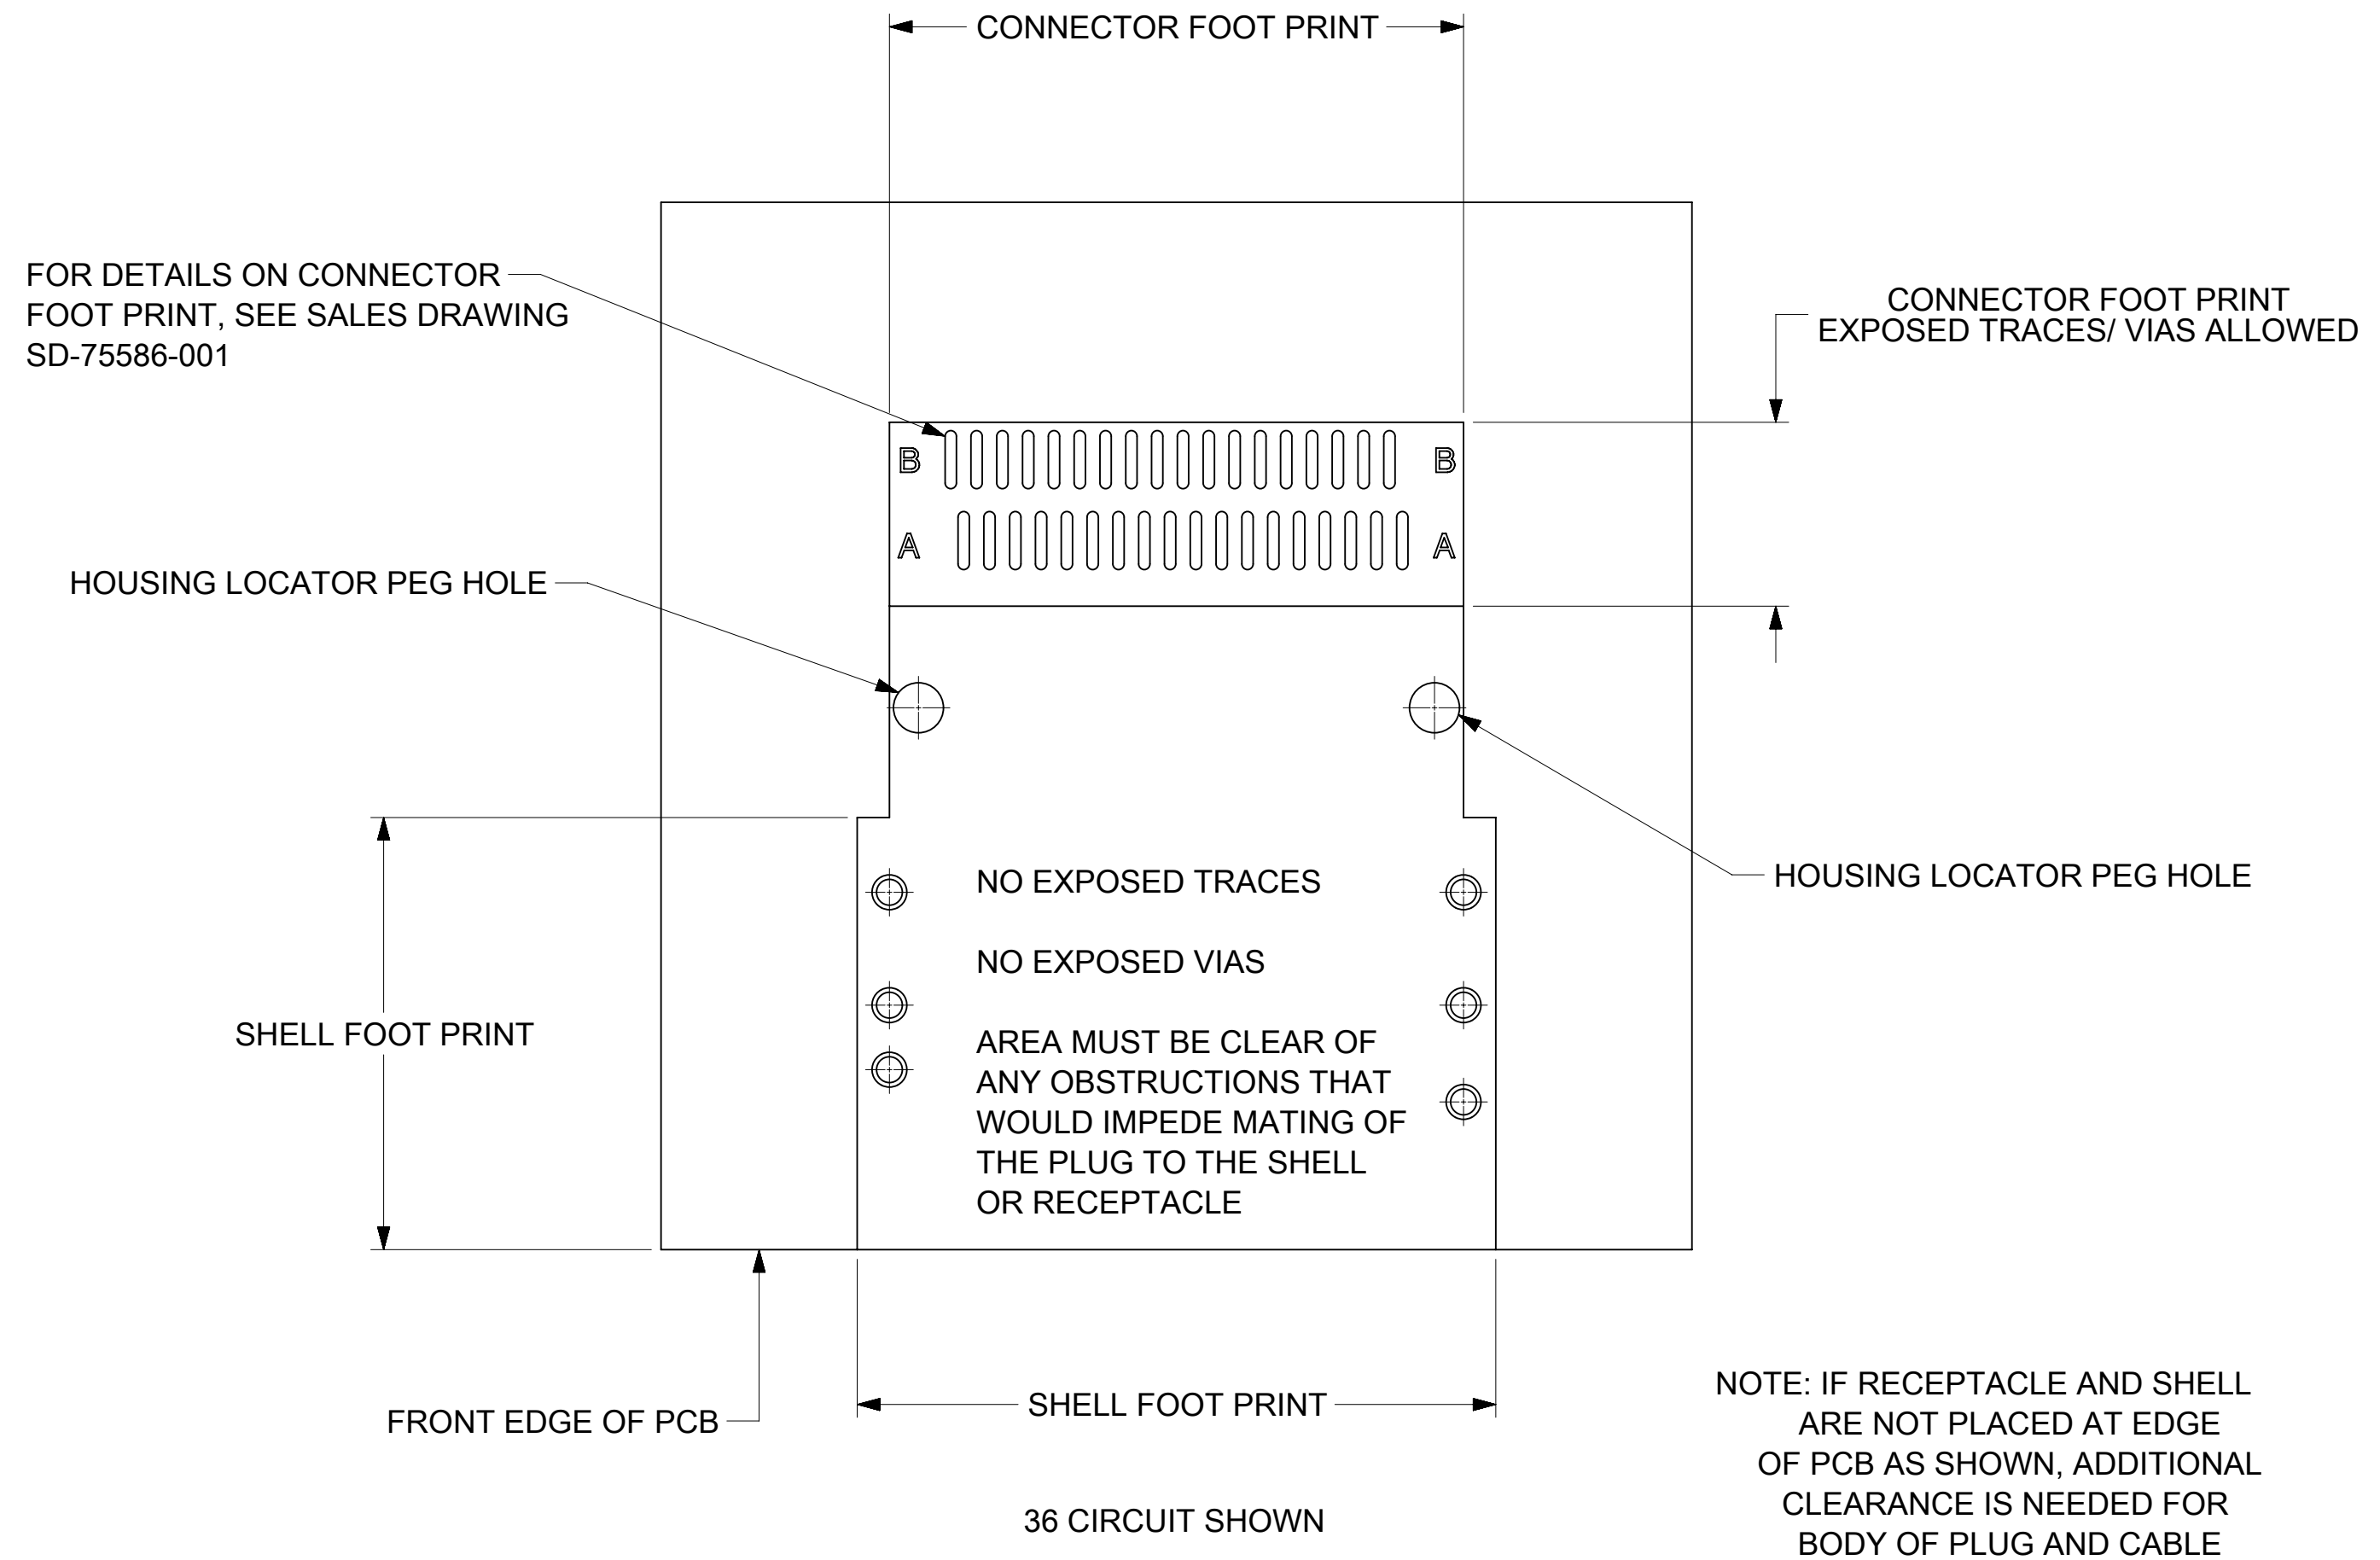 CONNECTOR FOOT PRINT
FOR DETAILS ON CONNECTOR
FOOT PRINT, SEE SALES DRAWING
SD-75586-001
CONNECTOR FOOT PRINT
EXPOSED TRACES/ VIAS ALLOWED
B B
A A
HOUSING LOCATOR PEG HOLE
HOUSING LOCATOR PEG HOLE
NO EXPOSED TRACES
NO EXPOSED VIAS
AREA MUST BE CLEAR OF
ANY OBSTRUCTIONS THAT
WOULD IMPEDE MATING OF
THE PLUG TO THE SHELL
OR RECEPTACLE
SHELL FOOT PRINT
SHELL FOOT PRINT
FRONT EDGE OF PCB
36 CIRCUIT SHOWN
NOTE: IF RECEPTACLE AND SHELL
ARE NOT PLACED AT EDGE
OF PCB AS SHOWN, ADDITIONAL
CLEARANCE IS NEEDED FOR
BODY OF PLUG AND CABLE